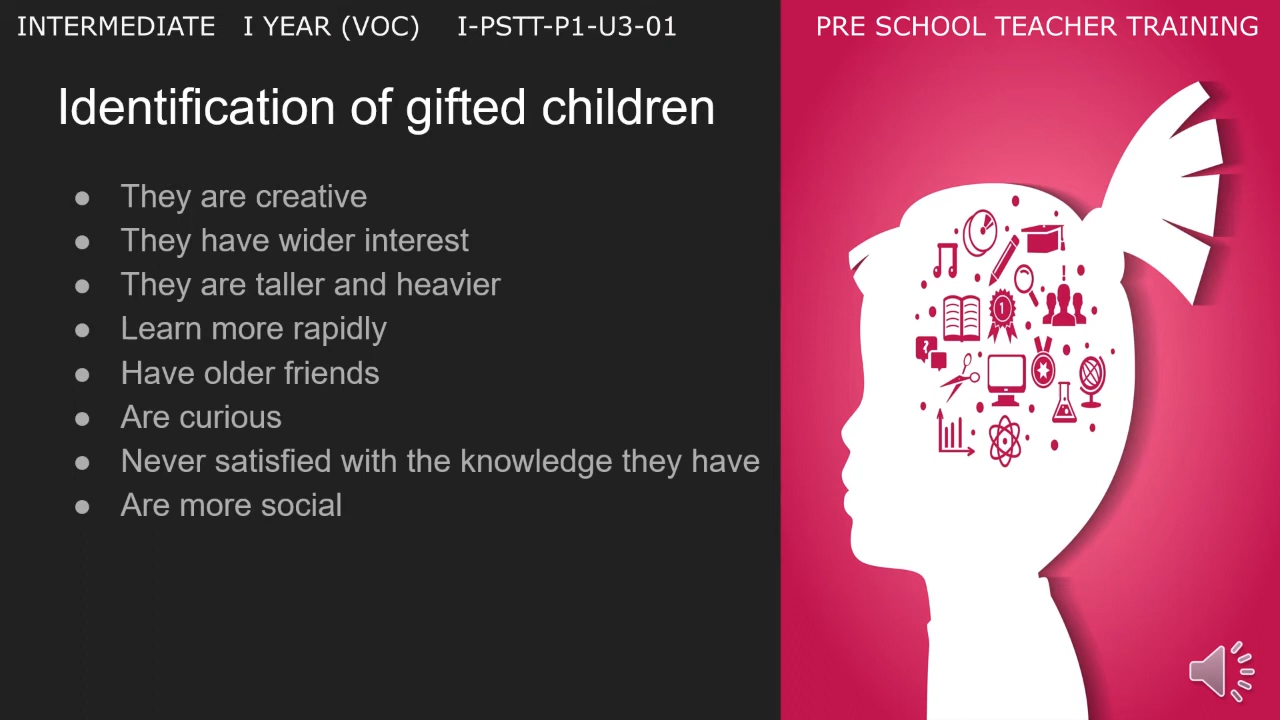 INTERMEDIATE I YEAR (VOC) I-PSTT-P1-U3-01
PRE SCHOOL TEACHER TRAINING
Identification of gifted children
● They are creative
● They have wider interest
● They are taller and heavier
● Learn more rapidly
● Have older friends
● Are curious
● Never satisfied with the knowledge they have
● Are more social
1